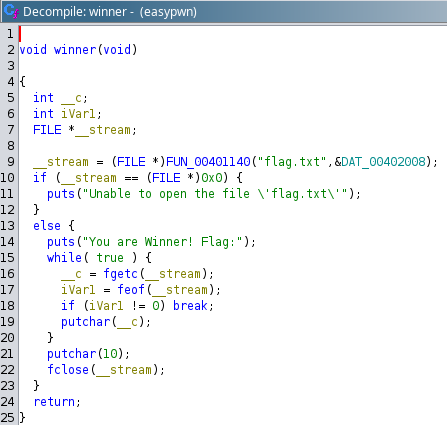 Decompile: winner - (easypwn)
1
2 void winner(void)
3
4 {
5 int __c;
6 int iVar1;
7 FILE *__stream;
8
9 __stream = (FILE *)FUN_00401140("flag.txt",&DAT_00402008);
10 if (__stream == (FILE *)0x0) {
11 puts("Unable to open the file \'flag.txt\'");
12 }
13 else {
14 puts("You are Winner! Flag:");
15 while( true ) {
16 __c = fgetc(__stream);
17 iVar1 = feof(__stream);
18 if (iVar1 != 0) break;
19 putchar(__c);
20 }
21 putchar(10);
22 fclose(__stream);
23 }
24 return;
25 }